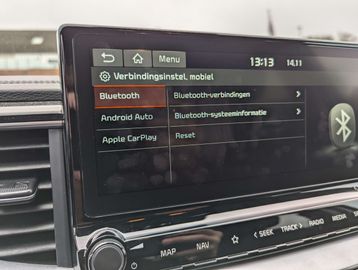 Menu 13:13 14.11
Verbindingsinstel. mobiel
Bluetooth Bluetooth-verbindingen
Android Auto Bluetooth-systeeminformatie
Apple CarPlay Reset
MAP NAV SEEK TRACK RADIO MEDIA